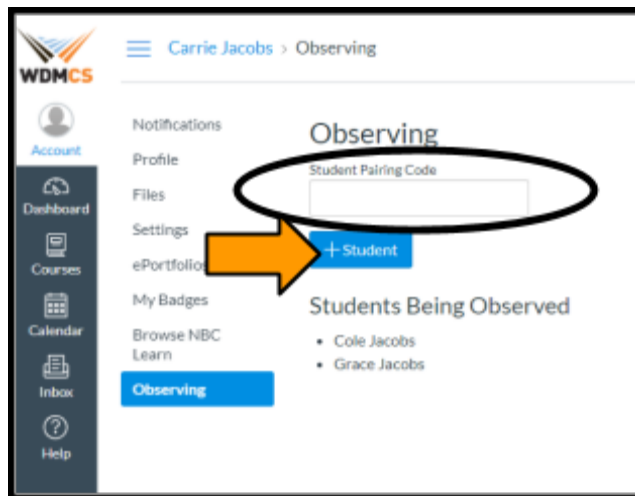 WDMCS
Carrie Jacobs > Observing
Account
Dashboard
Courses
Calendar
Inbox
Help
Notifications
Profile
Files
Settings
ePortfolios
My Badges
Browse NBC
Learn
Observing
Observing
Student Pairing Code
+ Student
Students Being Observed
• Cole Jacobs
• Grace Jacobs